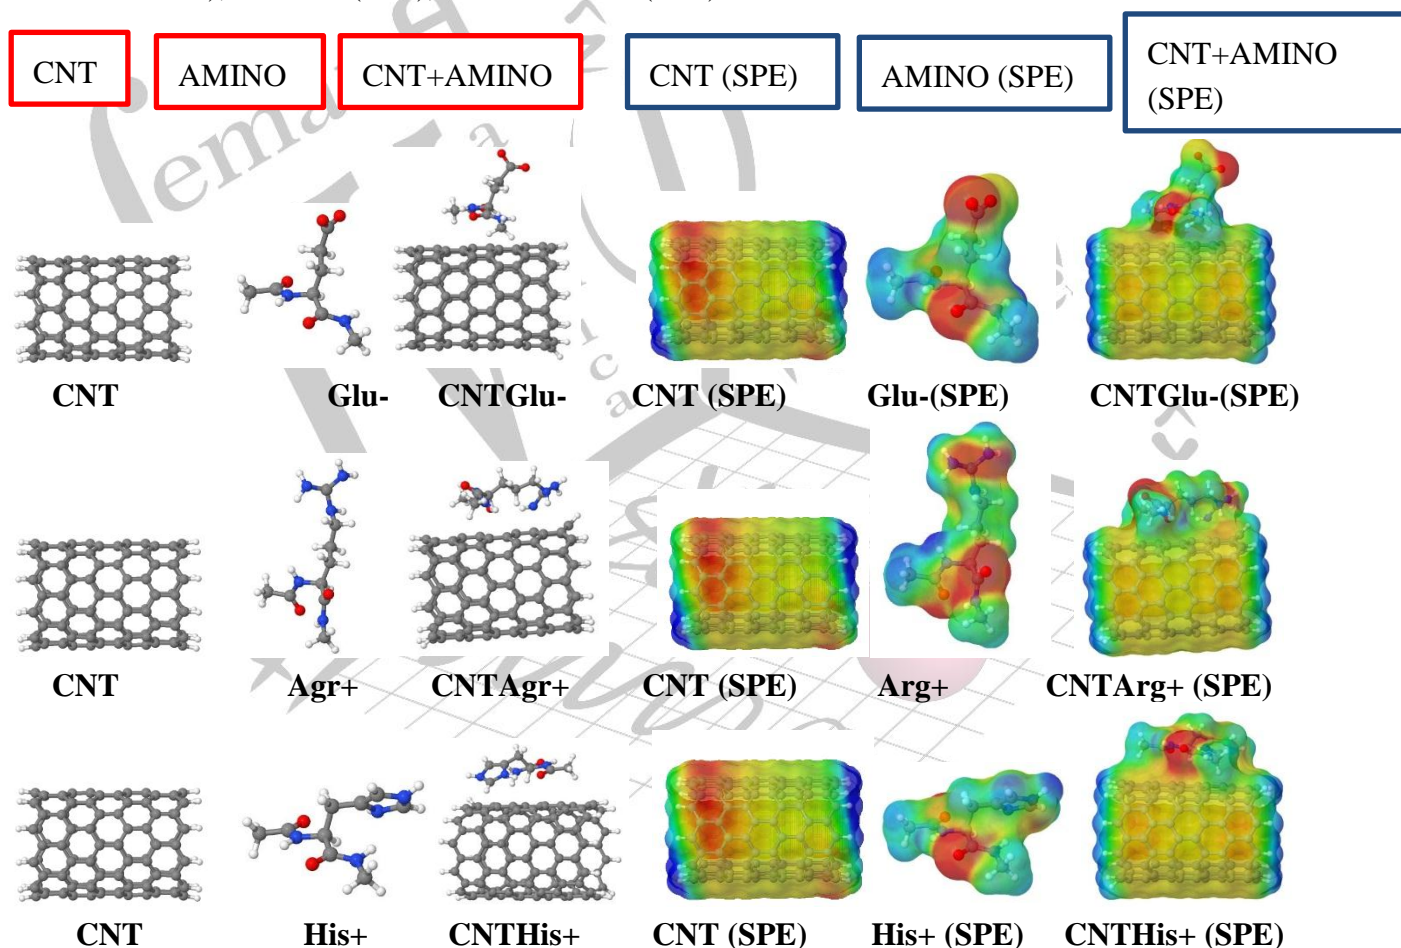 CNT AMINO CNT+AMINO CNT (SPE) AMINO (SPE) CNT+AMINO
(SPE)
CNT Glu- CNTGlu- CNT (SPE) Glu-(SPE) CNTGlu-(SPE)
CNT Agr+ CNTAgr+ CNT (SPE) Arg+ CNTArg+ (SPE)
CNT His+ CNTHis+ CNT (SPE) His+ (SPE) CNTHis+ (SPE)